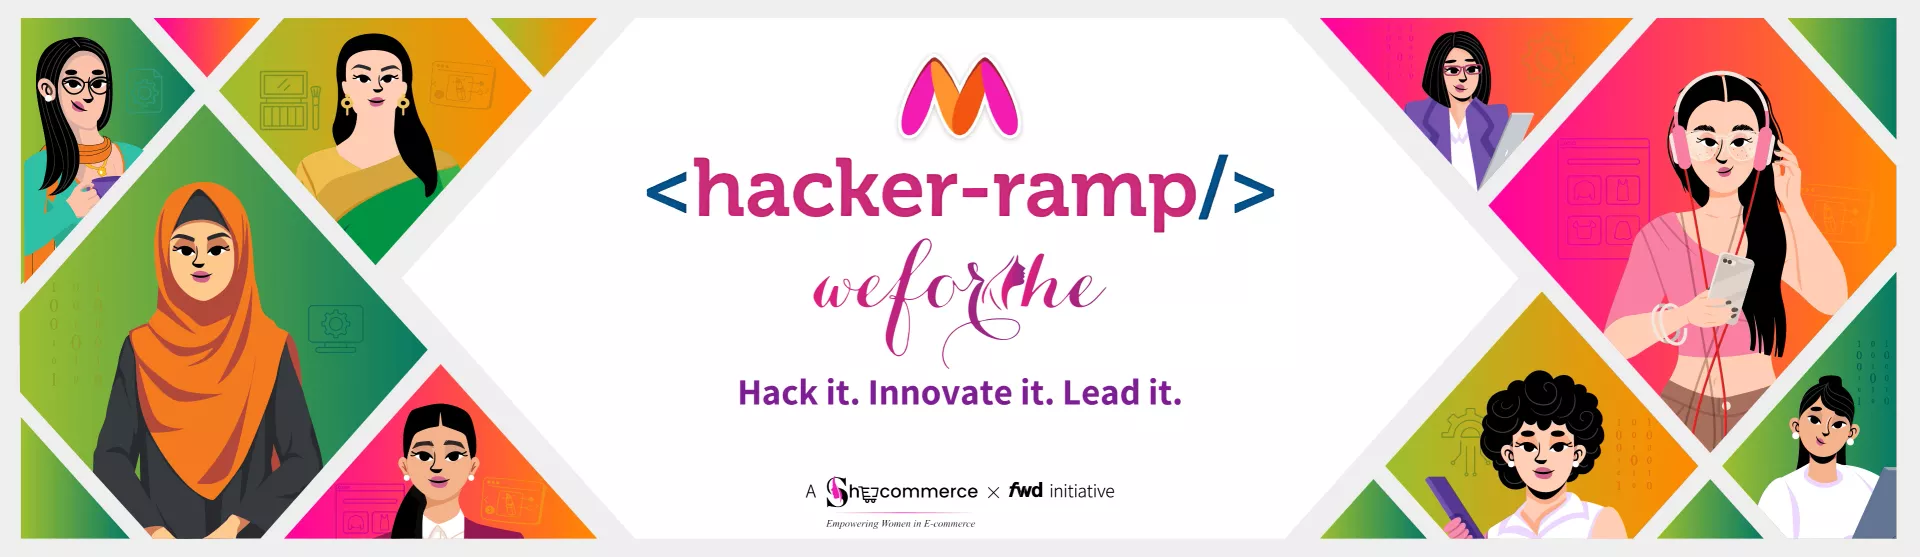 <hacker-ramp/>
weforshe
Hack it. Innovate it. Lead it.
A Shecommerce × fwd initiative
Empowering Women in E-commerce